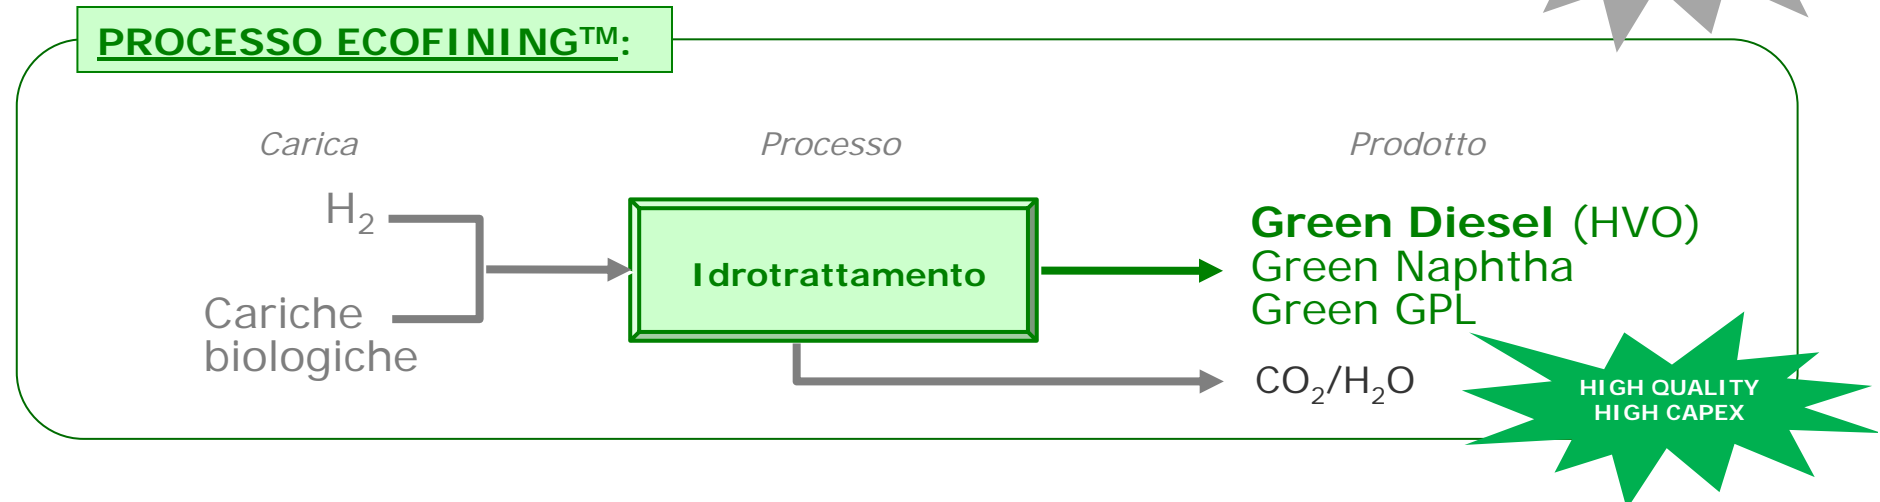 PROCESSO ECOFINING™:
Carica
Processo
Prodotto
H₂
Cariche
biologiche
Idrotrattamento
Green Diesel (HVO)
Green Naphtha
Green GPL
CO₂/H₂O
HIGH QUALITY
HIGH CAPEX